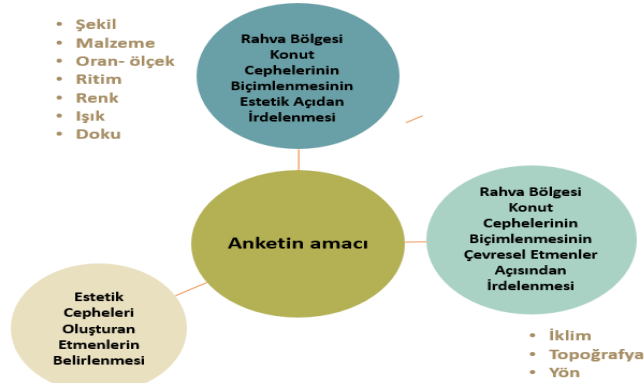 • Şekil
• Malzeme
• Oran- ölçek
• Ritim
• Renk
• Işık
• Doku
Rahva Bölgesi
Konut
Cephelerinin
Biçimlenmesinin
Estetik Açıdan
İrdelenmesi
Anketin amacı
Rahva Bölgesi
Konut
Cephelerinin
Biçimlenmesinin
Çevresel Etmenler
Açısından
İrdelenmesi
Estetik
Cepheleri
Oluşturan
Etmenlerin
Belirlenmesi
• İklim
• Topoğrafya
• Yön